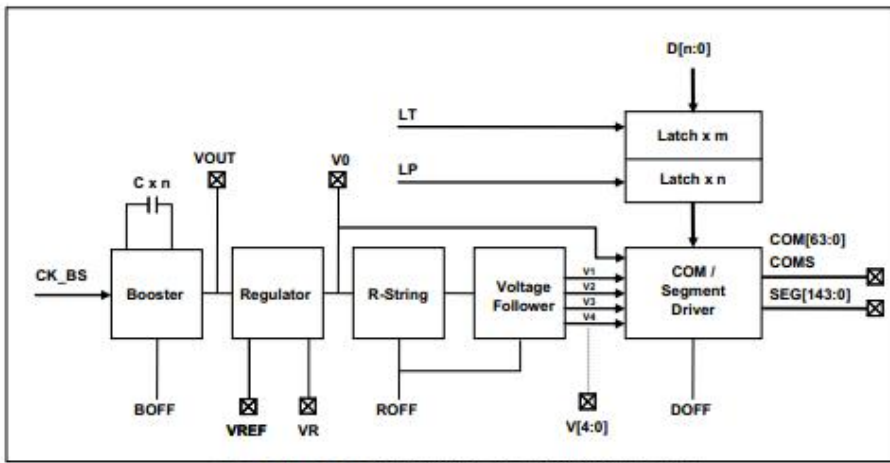 D[n:0]
LT
Latch x m
VOUT
V0
LP
Latch x n
C x n
COM[63:0]
CK_BS
Booster
Regulator
R-String
Voltage
Follower
V1
V2
V3
V4
COM /
Segment
Driver
COMS
SEG[143:0]
BOFF
VREF
VR
ROFF
V[4:0]
DOFF